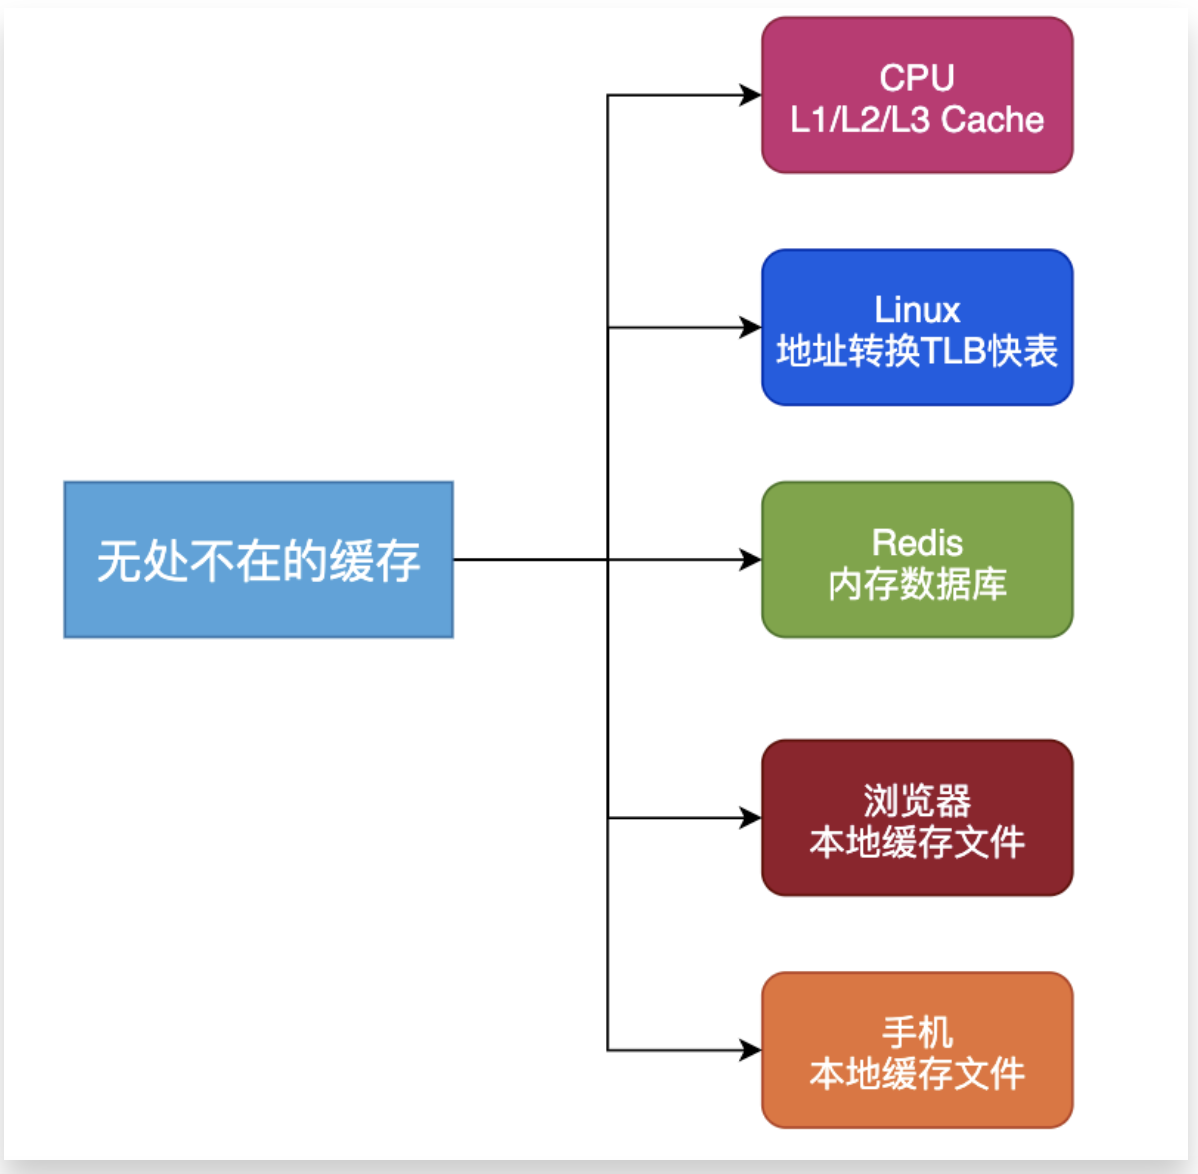 CPU
L1/L2/L3 Cache
Linux
地址转换TLB快表
无处不在的缓存
Redis
内存数据库
浏览器
本地缓存文件
手机
本地缓存文件